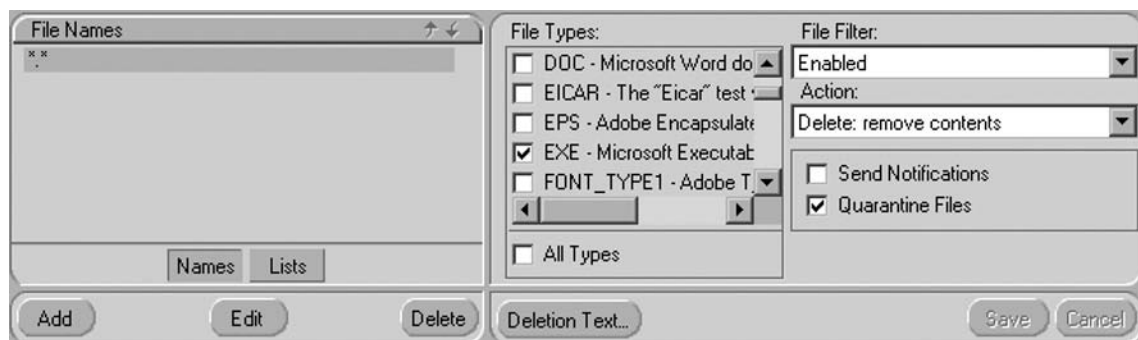 File Names
*.*
Names
Lists
Add
Edit
Delete
File Types:
DOC - Microsoft Word do
EICAR - The "Eicar" test
EPS - Adobe Encapsulate
EXE - Microsoft Executab
FONT_TYPE1 - Adobe T
All Types
File Filter:
Enabled
Action:
Delete: remove contents
Send Notifications
Quarantine Files
Deletion Text...
Save
Cancel